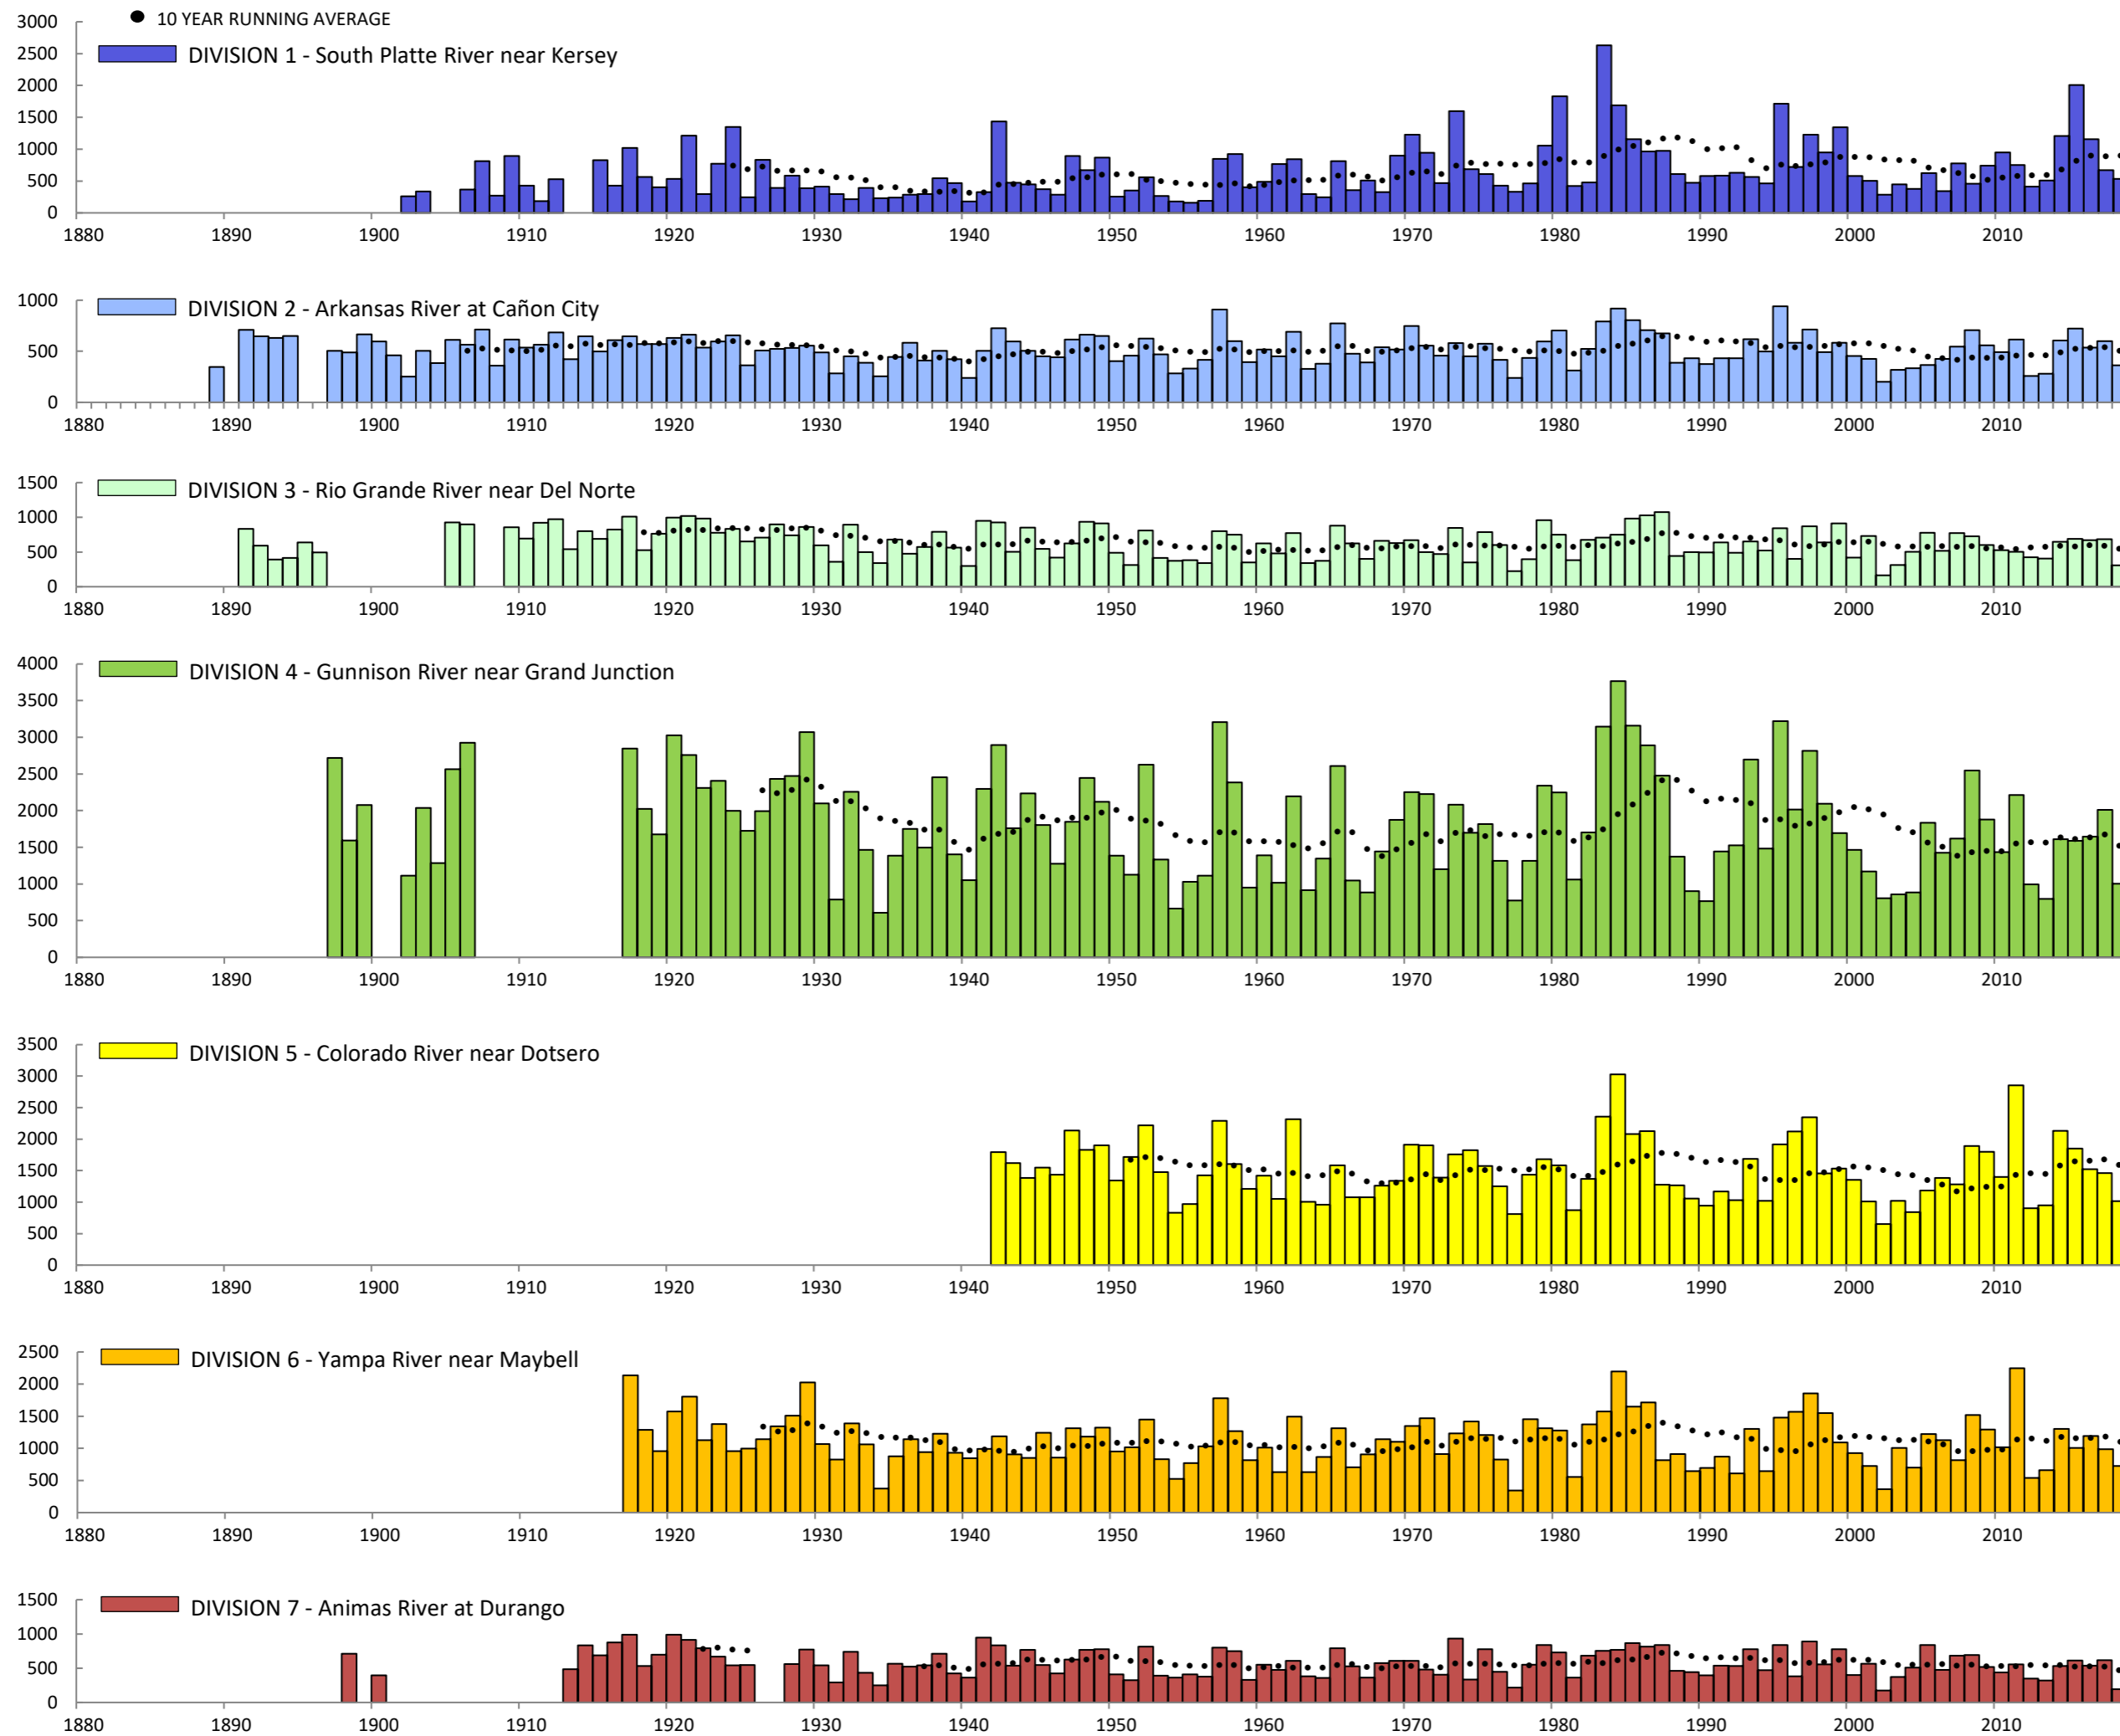 ● 10 YEAR RUNNING AVERAGE
3000
DIVISION 1 - South Platte River near Kersey
2500
2000
1500
1000
500
0
1880 1890 1900 1910 1920 1930 1940 1950 1960 1970 1980 1990 2000 2010
1000
DIVISION 2 - Arkansas River at Cañon City
500
0
1880 1890 1900 1910 1920 1930 1940 1950 1960 1970 1980 1990 2000 2010
1500
DIVISION 3 - Rio Grande River near Del Norte
1000
500
0
1880 1890 1900 1910 1920 1930 1940 1950 1960 1970 1980 1990 2000 2010
4000
DIVISION 4 - Gunnison River near Grand Junction
3500
3000
2500
2000
1500
1000
500
0
1880 1890 1900 1910 1920 1930 1940 1950 1960 1970 1980 1990 2000 2010
3500
DIVISION 5 - Colorado River near Dotsero
3000
2500
2000
1500
1000
500
0
1880 1890 1900 1910 1920 1930 1940 1950 1960 1970 1980 1990 2000 2010
2500
DIVISION 6 - Yampa River near Maybell
2000
1500
1000
500
0
1880 1890 1900 1910 1920 1930 1940 1950 1960 1970 1980 1990 2000 2010
1500
DIVISION 7 - Animas River at Durango
1000
500
0
1880 1890 1900 1910 1920 1930 1940 1950 1960 1970 1980 1990 2000 2010